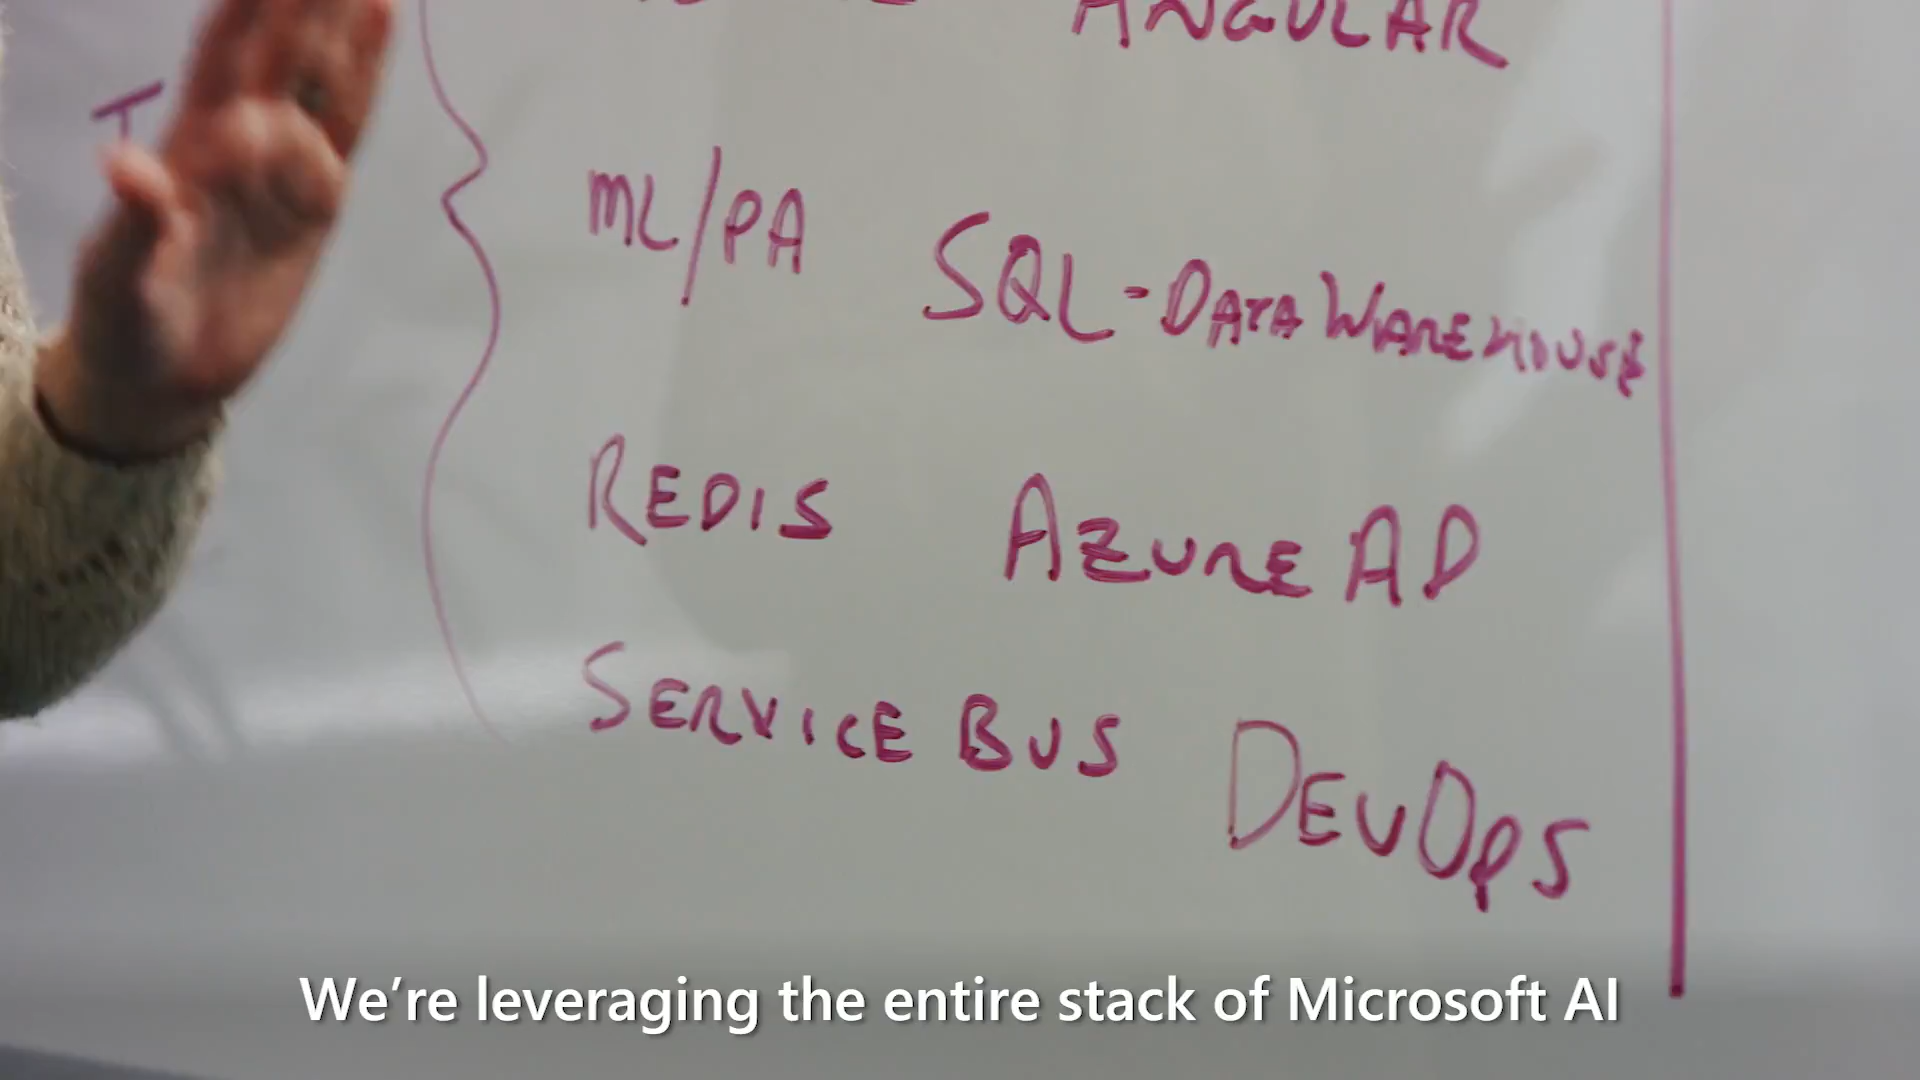 ANGULAR
T
ML/PA SQL-DATA WAREHOUSE
REDIS AZURE AD
SERVICE BUS DEVOPS
We’re leveraging the entire stack of Microsoft AI